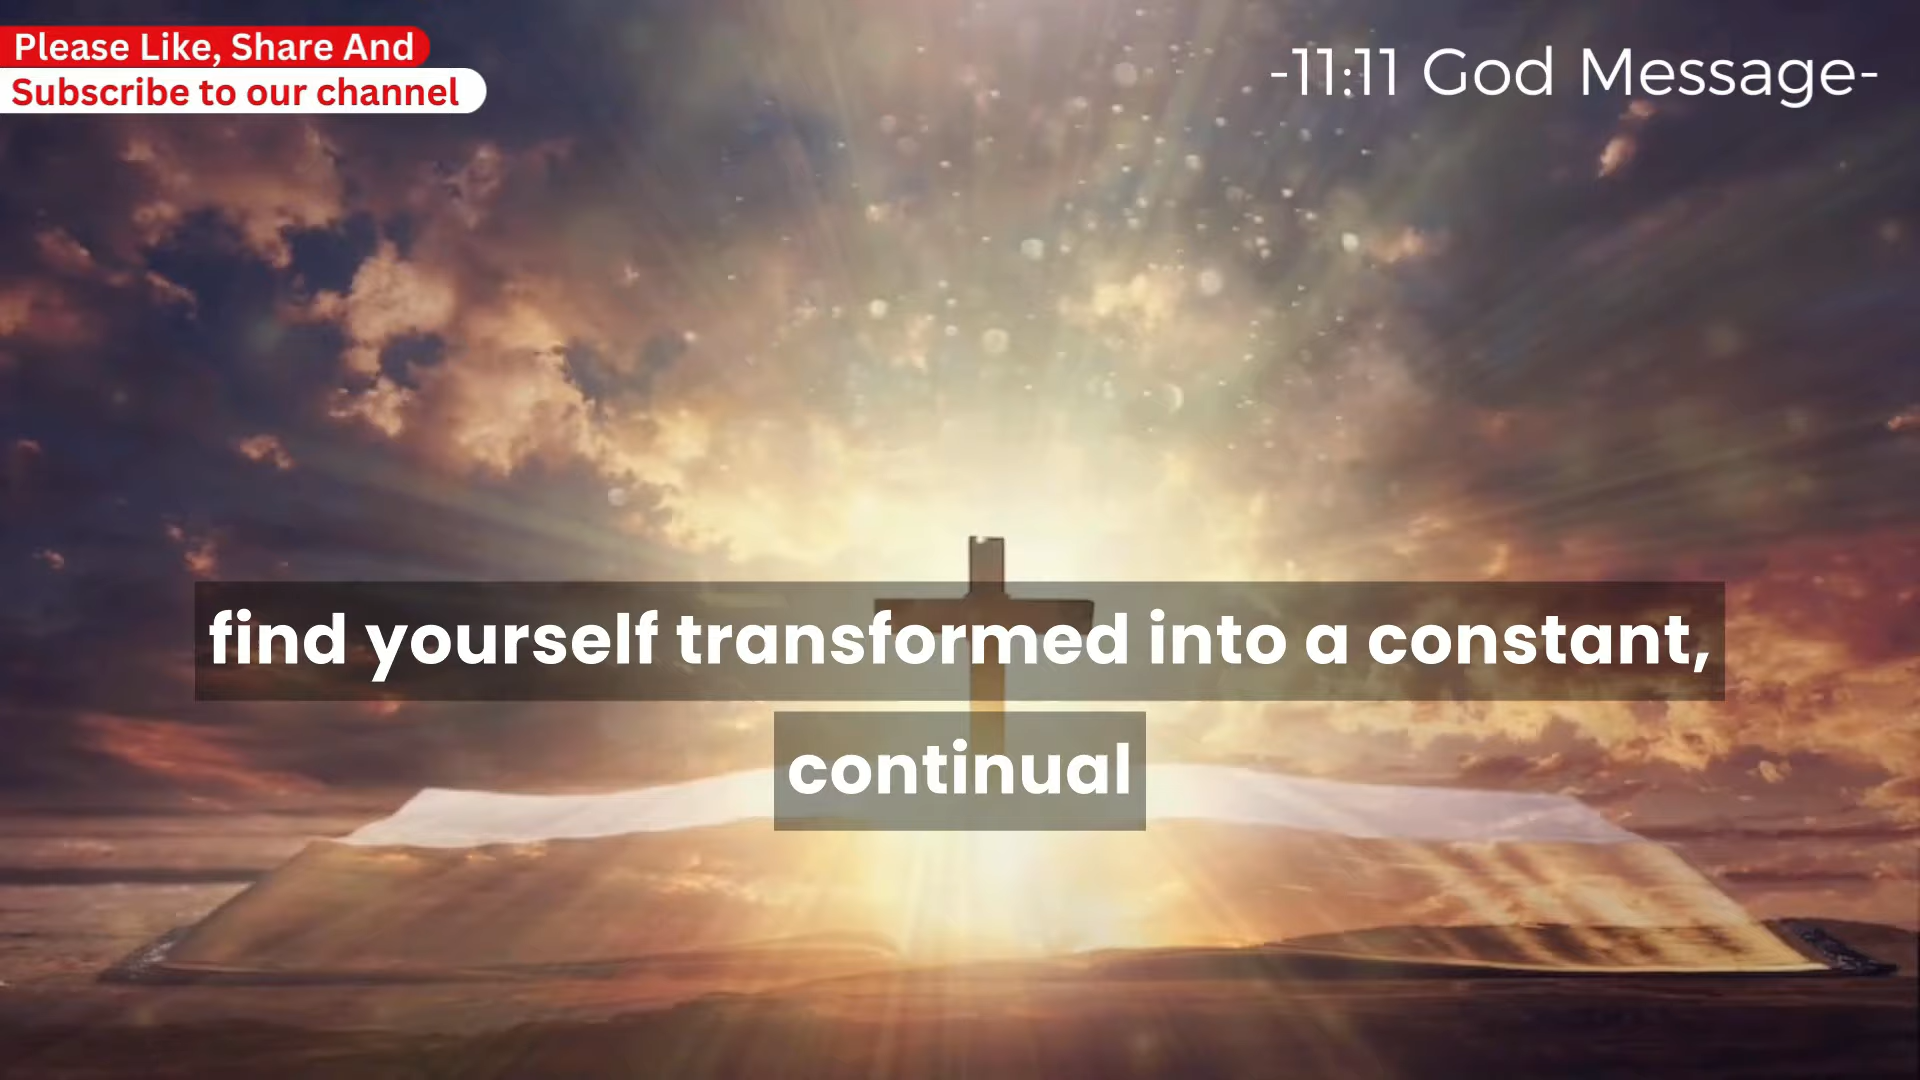 Please Like, Share And
Subscribe to our channel
-11:11 God Message-
find yourself transformed into a constant,
continual